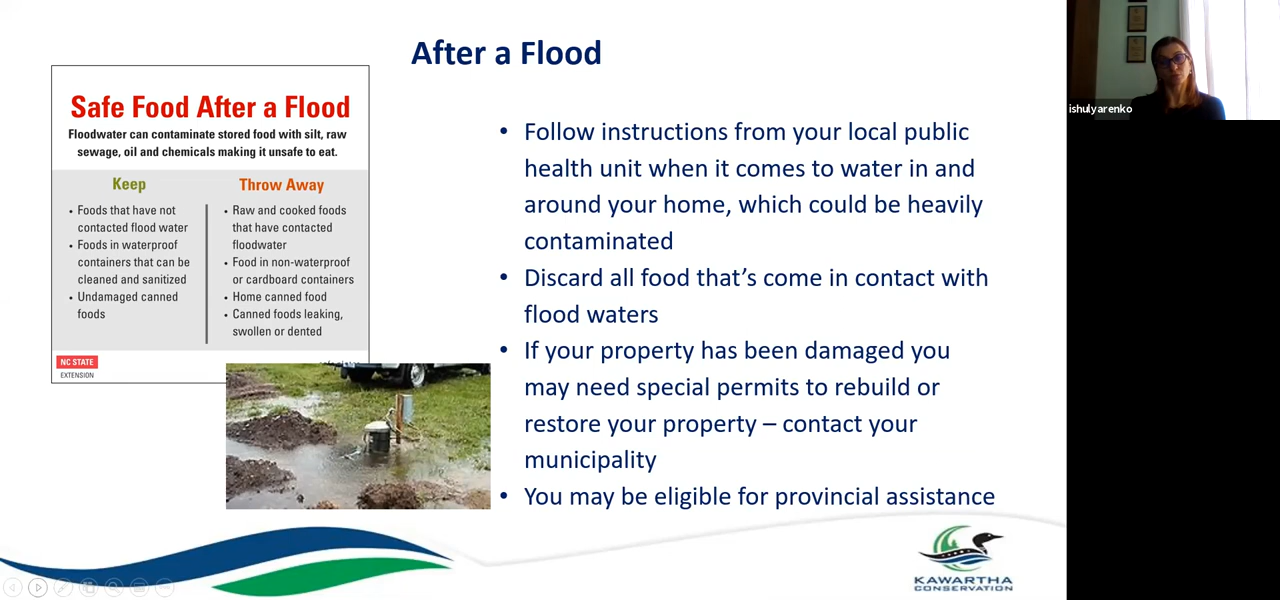 After a Flood
Safe Food After a Flood
Floodwater can contaminate stored food with silt, raw
sewage, oil and chemicals making it unsafe to eat.
Keep
• Foods that have not
contacted flood water
• Foods in waterproof
containers that can be
cleaned and sanitized
• Undamaged canned
foods
Throw Away
• Raw and cooked foods
that have contacted
floodwater
• Food in non-waterproof
or cardboard containers
• Home canned food
• Canned foods leaking,
swollen or dented
NC STATE
EXTENSION
• Follow instructions from your local public
health unit when it comes to water in and
around your home, which could be heavily
contaminated
• Discard all food that’s come in contact with
flood waters
• If your property has been damaged you
may need special permits to rebuild or
restore your property – contact your
municipality
• You may be eligible for provincial assistance
KAWARTHA
CONSERVATION
ishulyarenko